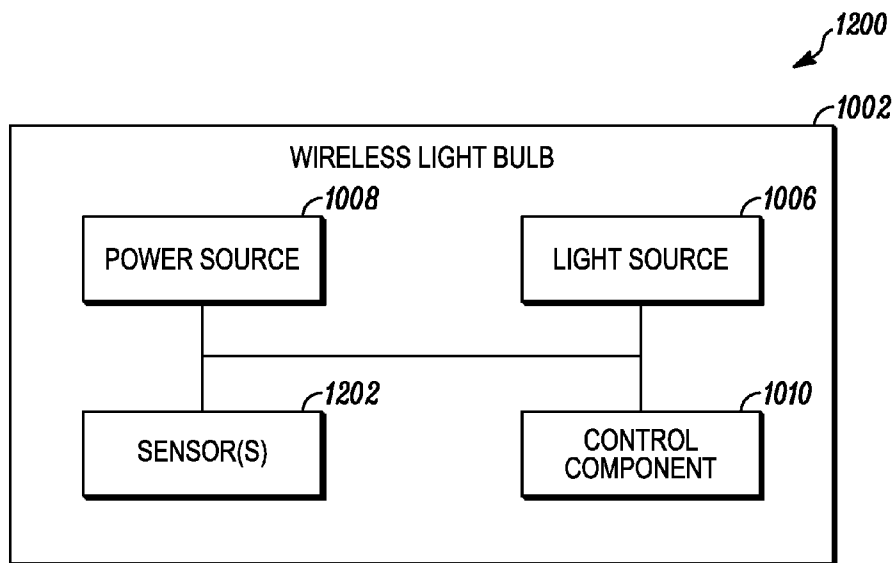 1200
1002
WIRELESS LIGHT BULB
1008
POWER SOURCE
1006
LIGHT SOURCE
1202
SENSOR(S)
1010
CONTROL
COMPONENT